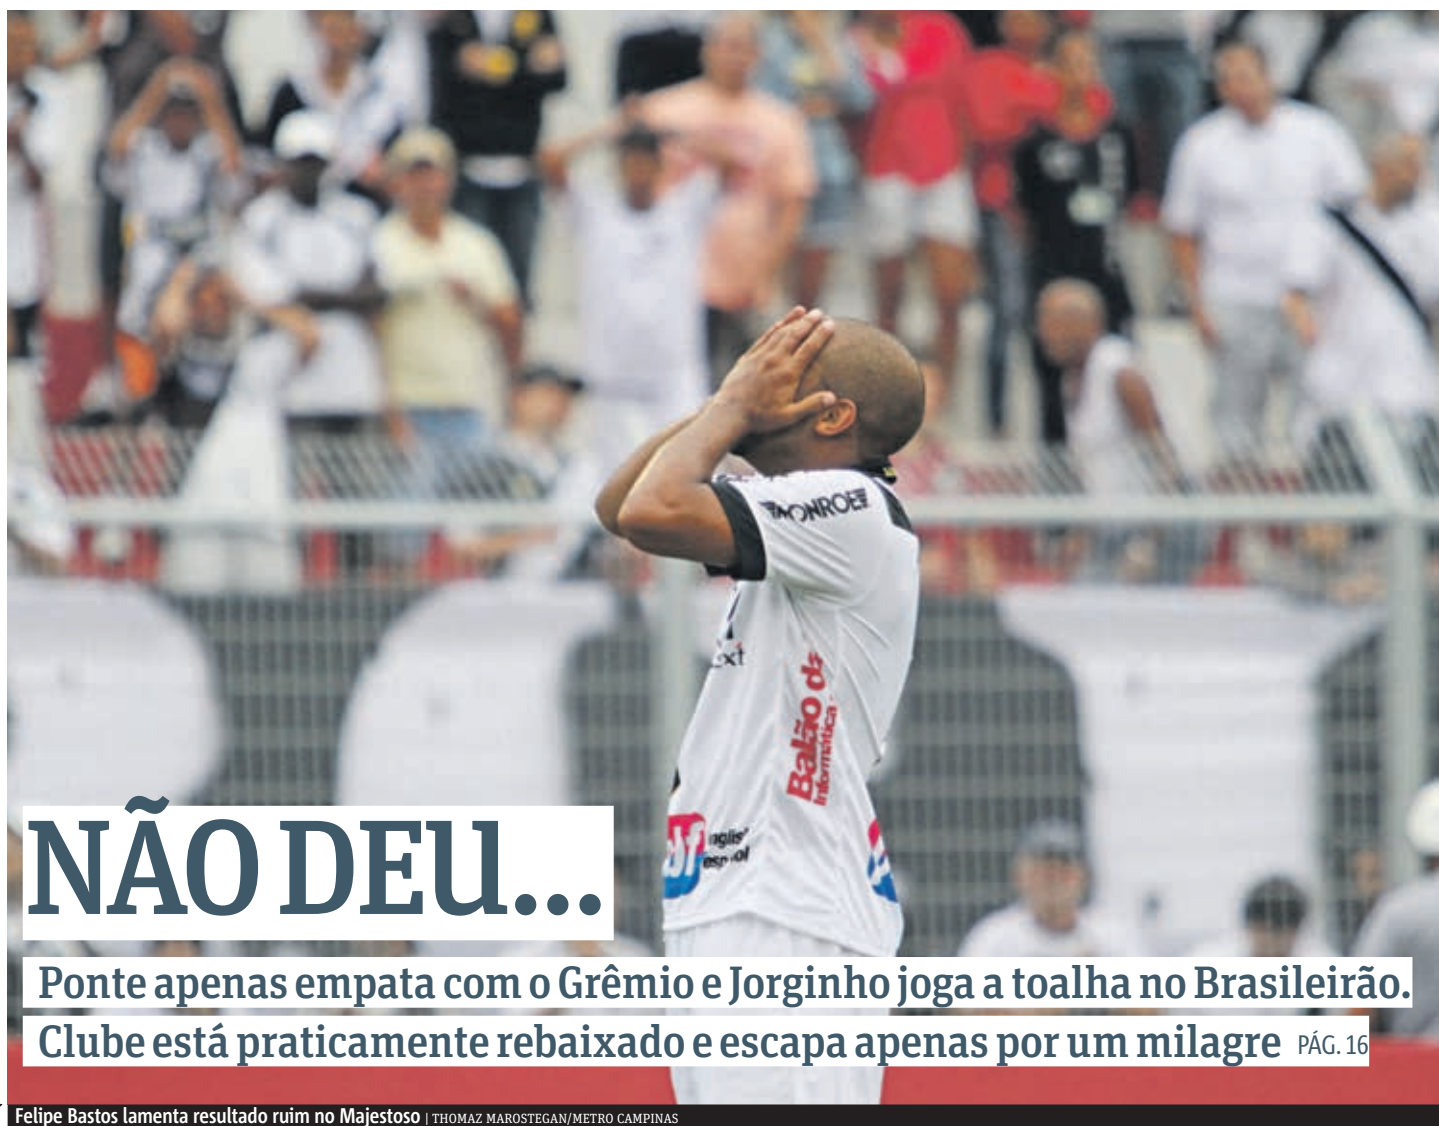 MONROE
ext
Balão da
Informática
NÃO DEU...
Ponte apenas empata com o Grêmio e Jorginho joga a toalha no Brasileirão.
Clube está praticamente rebaixado e escapa apenas por um milagre PÁG. 16
Felipe Bastos lamenta resultado ruim no Majestoso | THOMAZ MAROSTEGAN/METRO CAMPINAS